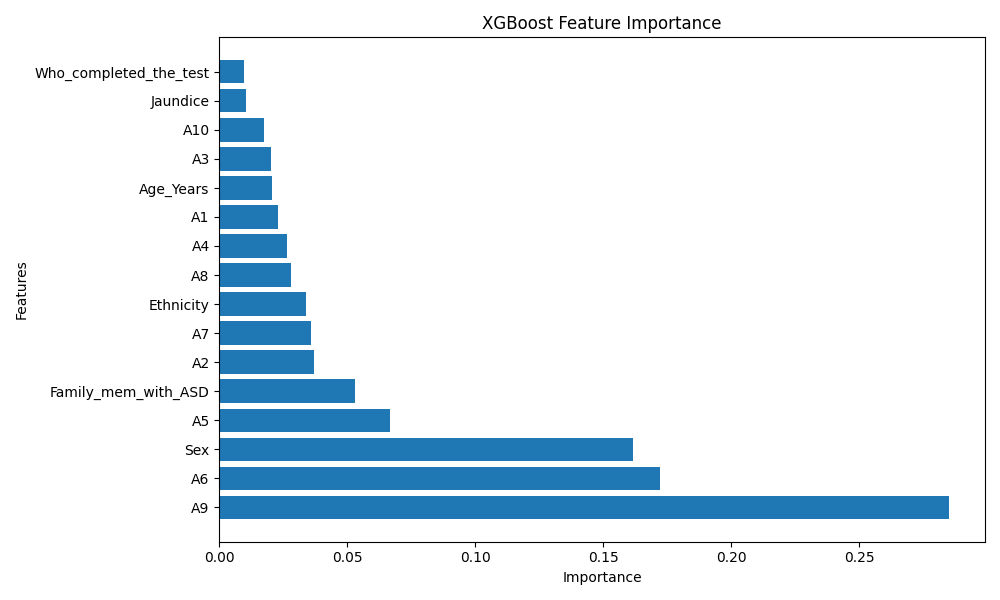 XGBoost Feature Importance
Who_completed_the_test
Jaundice
A10
A3
Age_Years
A1
A4
A8
Ethnicity
A7
A2
Family_mem_with_ASD
A5
Sex
A6
A9
Features
0.00 0.05 0.10 0.15 0.20 0.25
Importance